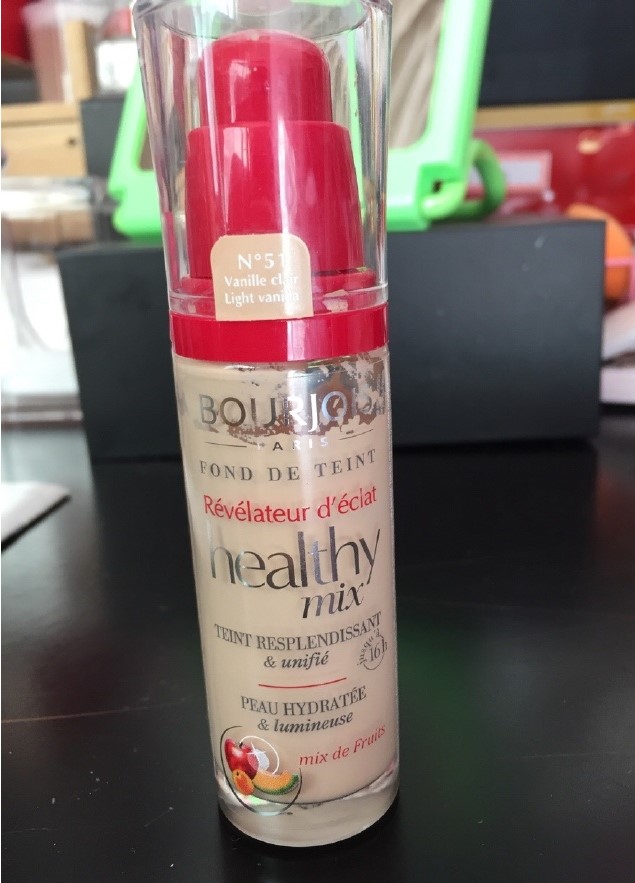 N°51
Vanille clair
Light vanilla
BOURJOIS
PARIS
FOND DE TEINT
Révélateur d'éclat
healthy
mix
TEINT RESPLENDISSANT
& unifié
jusqu'à
16h
PEAU HYDRATÉE
& lumineuse
mix de Fruits